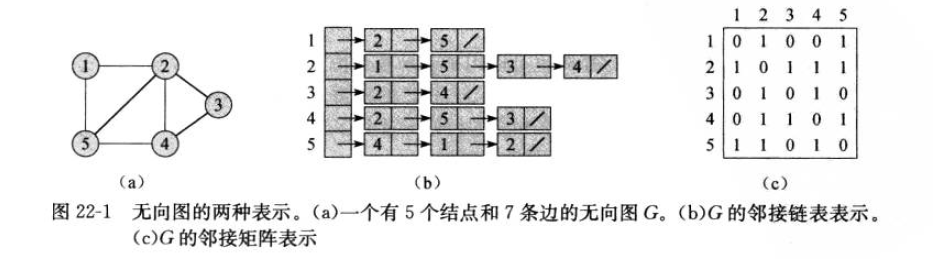 1 2 3 4 5
1 0 1 0 0 1
2 1 0 1 1 1
3 0 1 0 1 0
4 0 1 1 0 1
5 1 1 0 1 0
1 2
3
5 4
1 2 5 /
2 1 5 3 4 /
3 2 4 /
4 2 5 3 /
5 4 1 2 /
(a) (b) (c)
图 22-1 无向图的两种表示。(a)一个有 5 个结点和 7 条边的无向图 G。(b)G 的邻接链表表示。
(c)G 的邻接矩阵表示